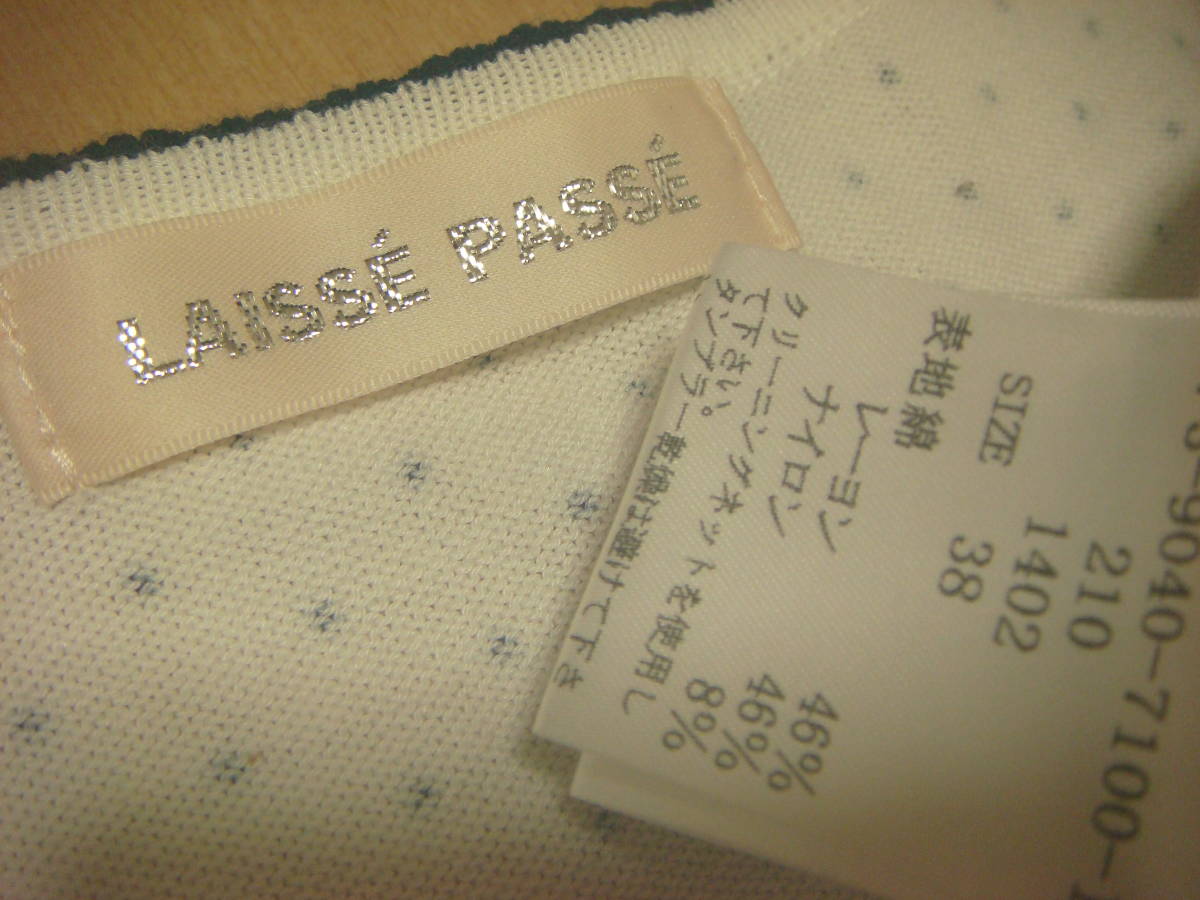 LAISSÉ PASSÉ
9040-7100-
210
1402
SIZE 38
表地 綿 46%
レーヨン 46%
ナイロン 8%
クリーニングネットを使用し
て下さい。
タンブラー乾燥は避けて下さ